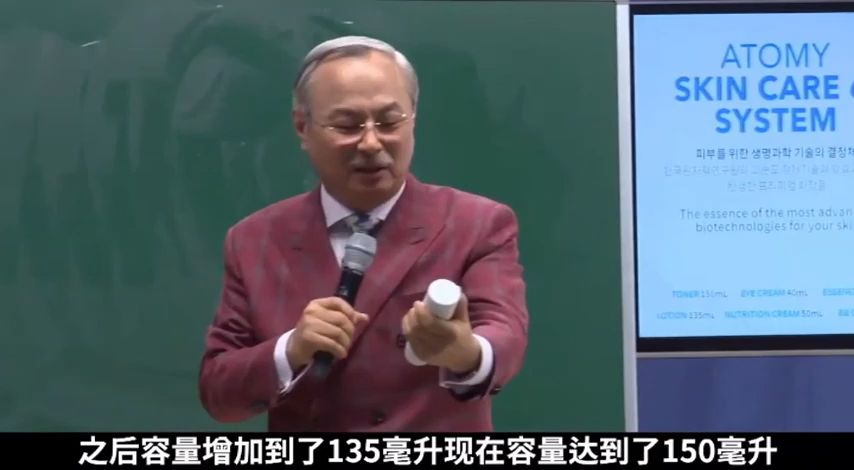 ATOMY
SKIN CARE
SYSTEM
피부를 위한 생명과학 기술의 결정체
The essence of the most advan
biotechnologies for your skin
TONER 150mL EYE CREAM 40mL ESSENCE
LOTION 135mL NUTRITION CREAM 50mL
之后容量增加到了135毫升现在容量达到了150毫升